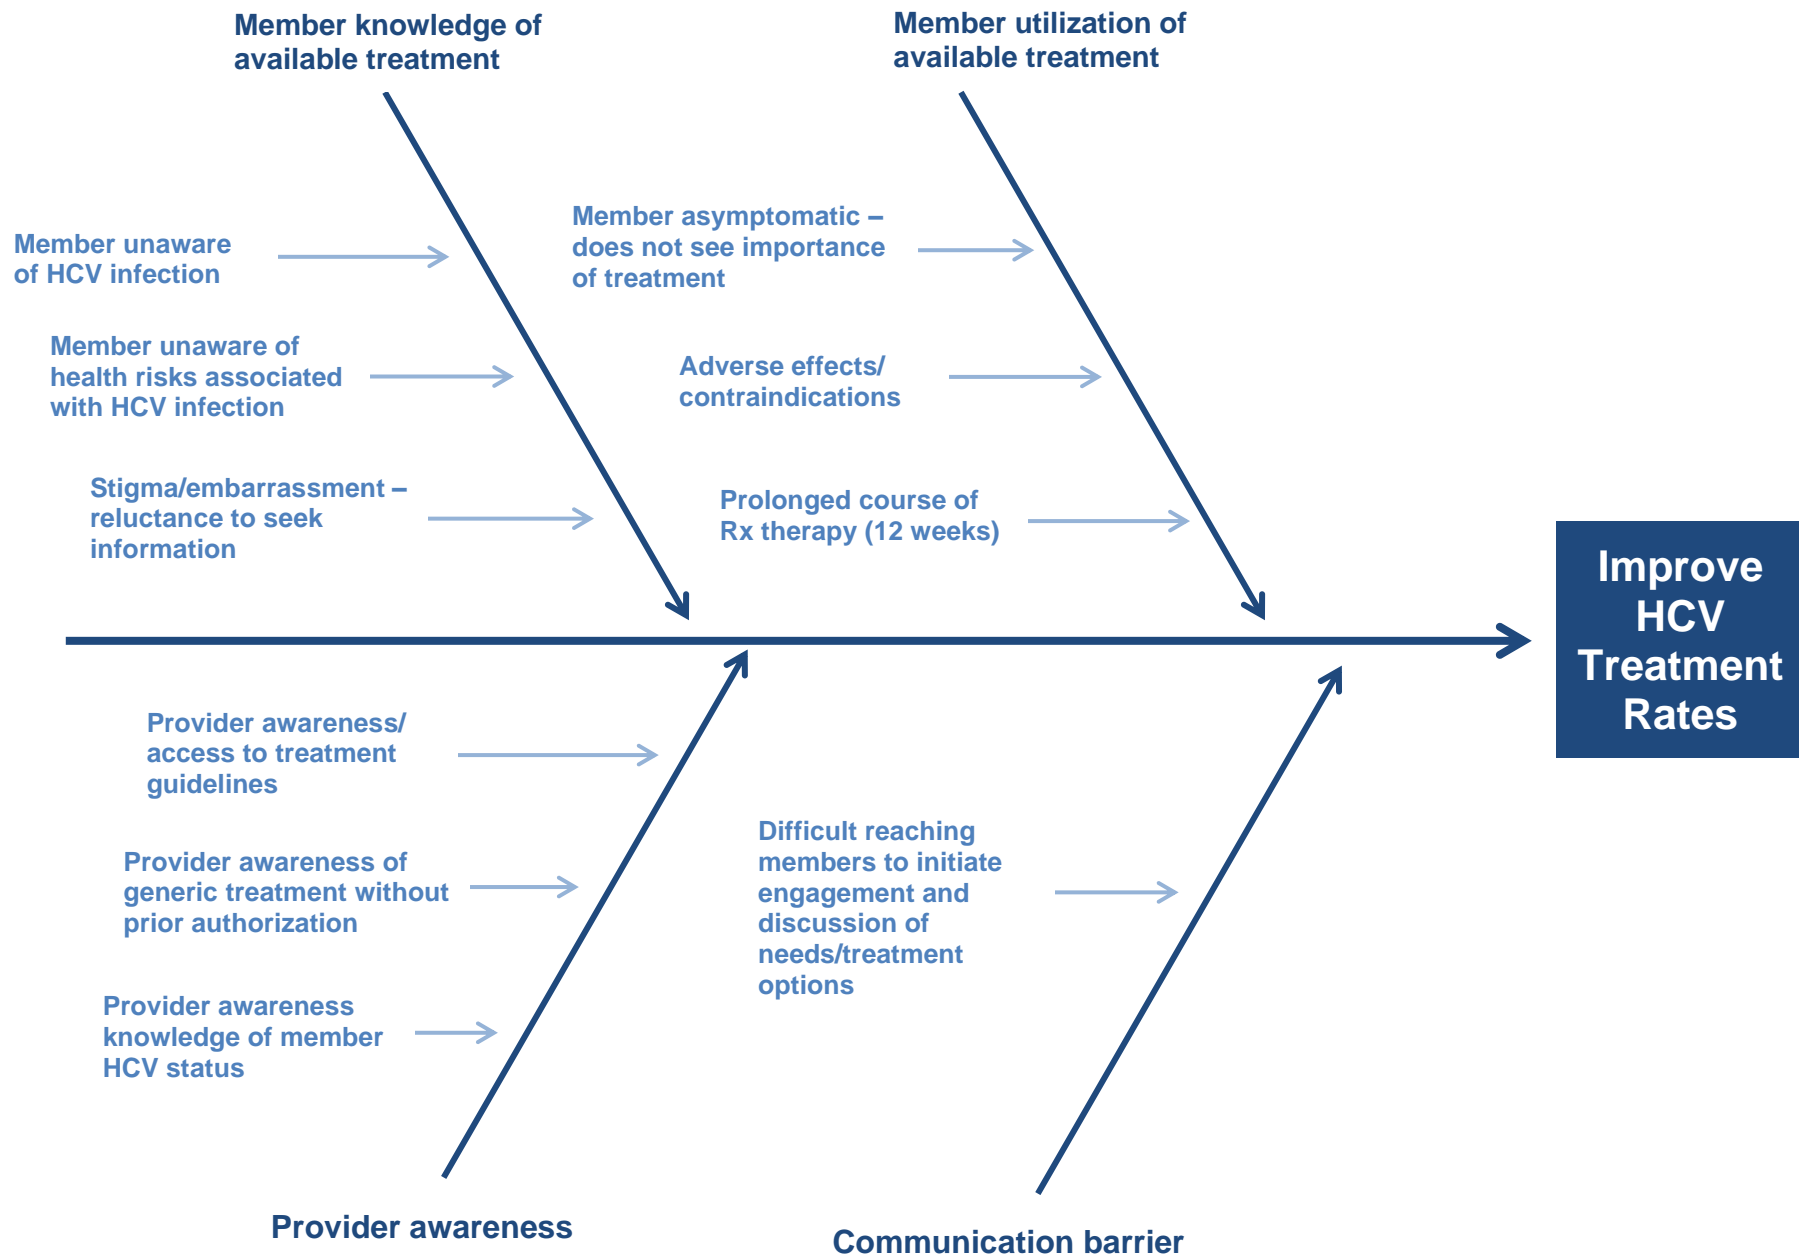 Member knowledge of
available treatment
Member utilization of
available treatment
Member unaware
of HCV infection
Member unaware of
health risks associated
with HCV infection
Stigma/embarrassment –
reluctance to seek
information
Member asymptomatic –
does not see importance
of treatment
Adverse effects/
contraindications
Prolonged course of
Rx therapy (12 weeks)
Improve
HCV
Treatment
Rates
Provider awareness/
access to treatment
guidelines
Provider awareness of
generic treatment without
prior authorization
Provider awareness
knowledge of member
HCV status
Difficult reaching
members to initiate
engagement and
discussion of
needs/treatment
options
Provider awareness
Communication barrier